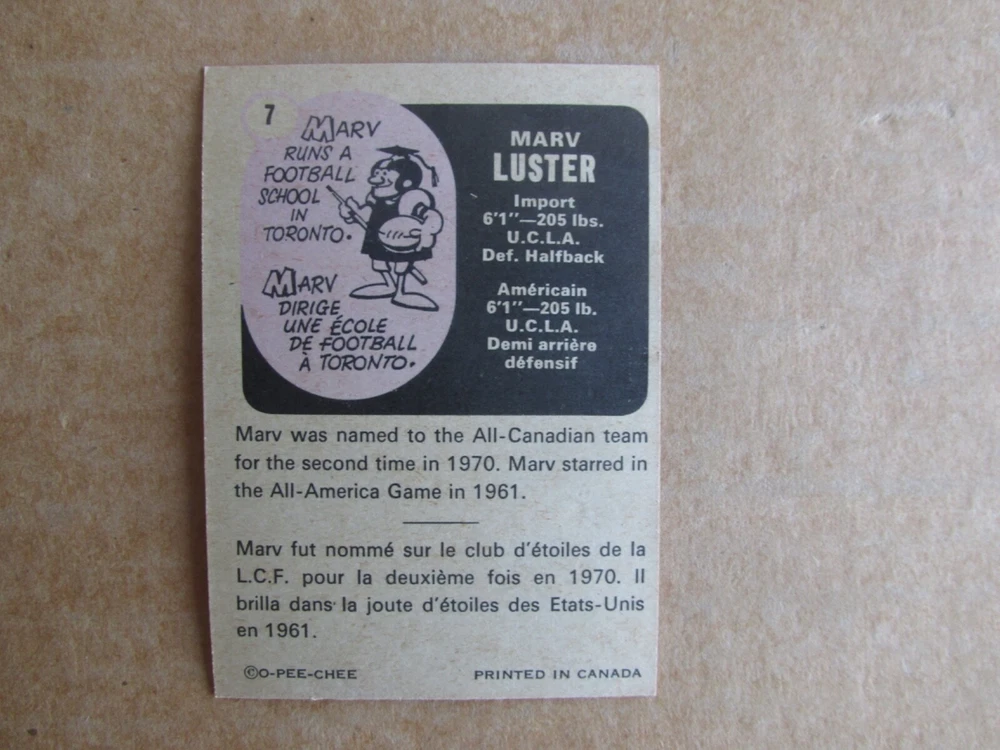 7
MARV
RUNS A
FOOTBALL
SCHOOL
IN
TORONTO.
MARV
DIRIGE
UNE ÉCOLE
DE FOOTBALL
À TORONTO.
MARV
LUSTER
Import
6'1"—205 lbs.
U.C.L.A.
Def. Halfback
Américain
6'1"—205 lb.
U.C.L.A.
Demi arrière
défensif
Marv was named to the All-Canadian team
for the second time in 1970. Marv starred in
the All-America Game in 1961.
Marv fut nommé sur le club d'étoiles de la
L.C.F. pour la deuxième fois en 1970. Il
brilla dans la joute d'étoiles des Etats-Unis
en 1961.
©O-PEE-CHEE
PRINTED IN CANADA